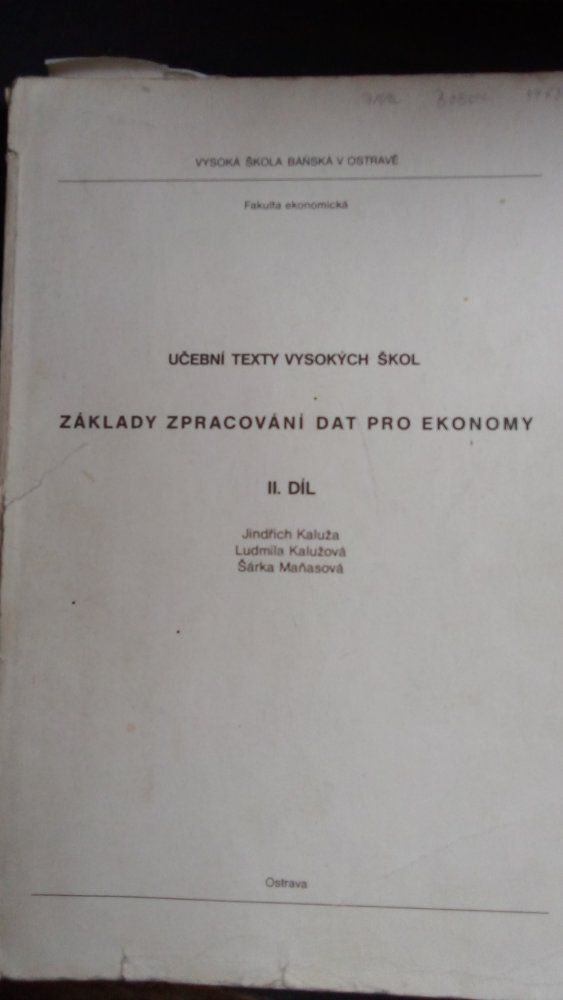 VYSOKÁ ŠKOLA BÁŇSKÁ V OSTRAVĚ
Fakulta ekonomická
UČEBNÍ TEXTY VYSOKÝCH ŠKOL
ZÁKLADY ZPRACOVÁNÍ DAT PRO EKONOMY
II. DÍL
Jindřich Kaluža
Ludmila Kalužová
Šárka Maňasová
Ostrava